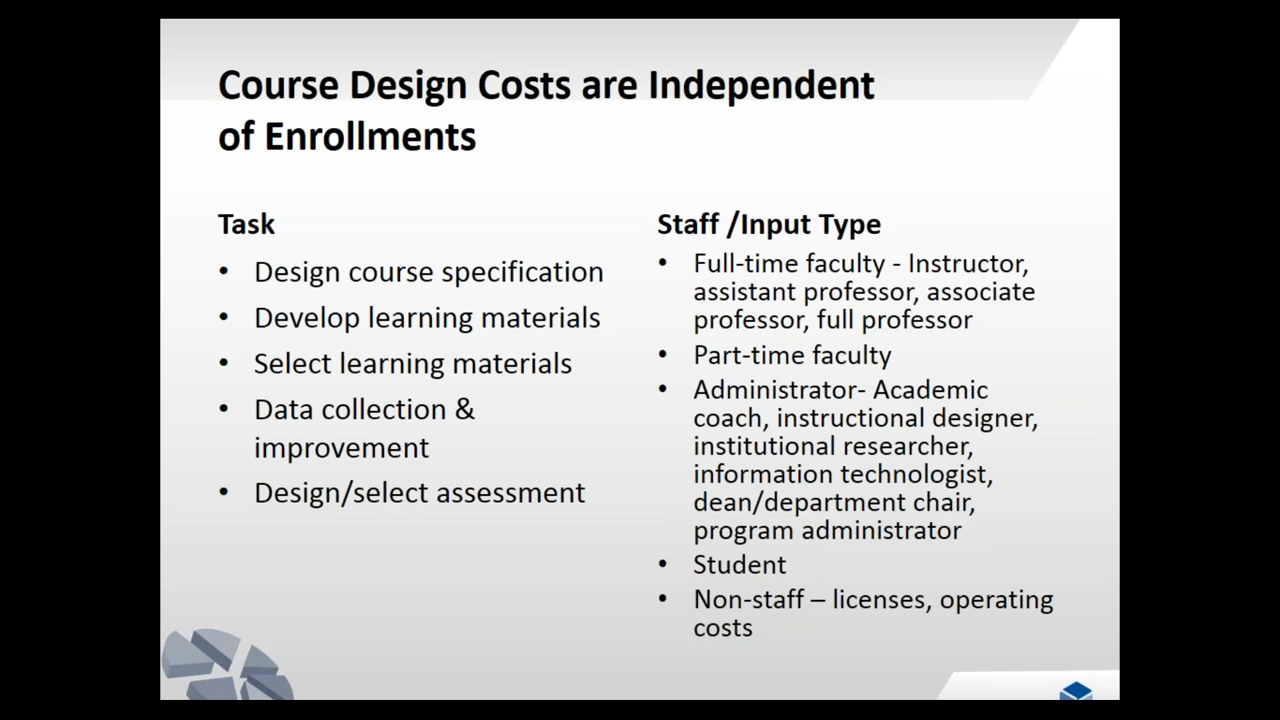 Course Design Costs are Independent
of Enrollments
Task
• Design course specification
• Develop learning materials
• Select learning materials
• Data collection &
improvement
• Design/select assessment
Staff /Input Type
• Full-time faculty - Instructor,
assistant professor, associate
professor, full professor
• Part-time faculty
• Administrator- Academic
coach, instructional designer,
institutional researcher,
information technologist,
dean/department chair,
program administrator
• Student
• Non-staff – licenses, operating
costs